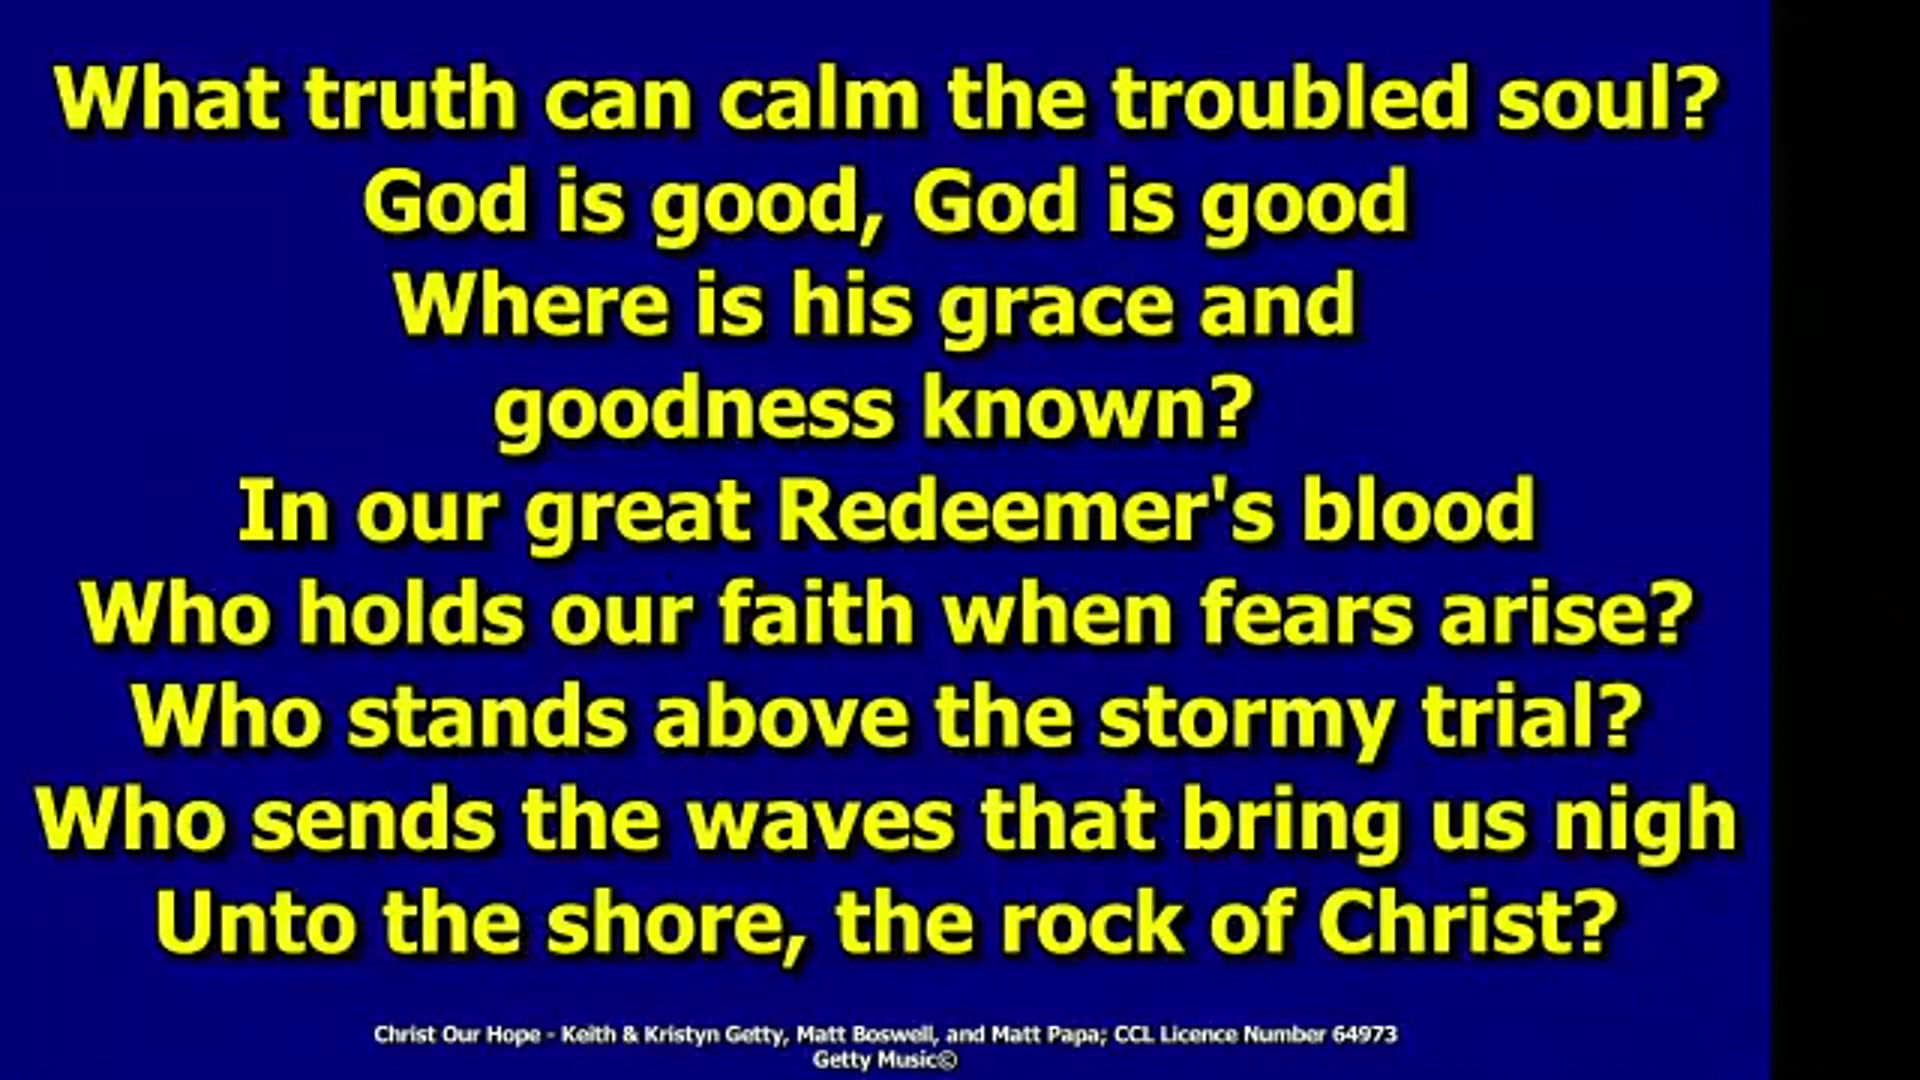 What truth can calm the troubled soul?
God is good, God is good
Where is his grace and
goodness known?
In our great Redeemer's blood
Who holds our faith when fears arise?
Who stands above the stormy trial?
Who sends the waves that bring us nigh
Unto the shore, the rock of Christ?
Christ Our Hope - Keith & Kristyn Getty, Matt Boswell, and Matt Papa; CCL Licence Number 64973
Getty Music©